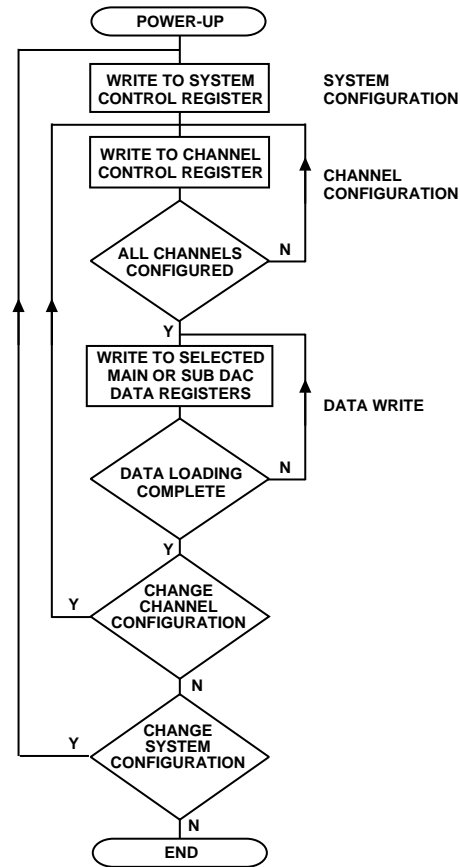 POWER-UP
WRITE TO SYSTEM
CONTROL REGISTER
SYSTEM
CONFIGURATION
WRITE TO CHANNEL
CONTROL REGISTER
CHANNEL
CONFIGURATION
ALL CHANNELS
CONFIGURED
N
Y
WRITE TO SELECTED
MAIN OR SUB DAC
DATA REGISTERS
DATA WRITE
DATA LOADING
COMPLETE
N
Y
CHANGE
CHANNEL
CONFIGURATION
Y
N
CHANGE
SYSTEM
CONFIGURATION
Y
N
END